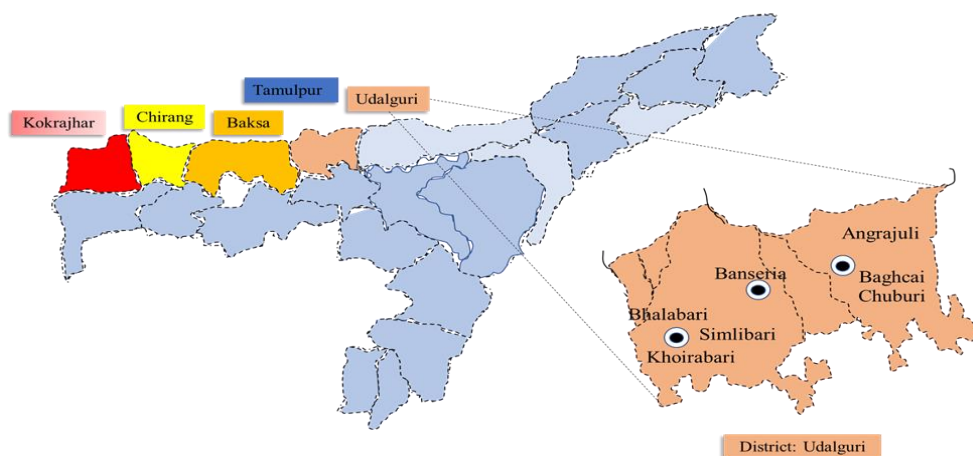 Tamulpur
Udalguri
Chirang
Baksa
Kokrajhar
Angrajuli
Banseria
Baghcai
Chuburi
Bhalabari
Simlibari
Khoirabari
District: Udalguri